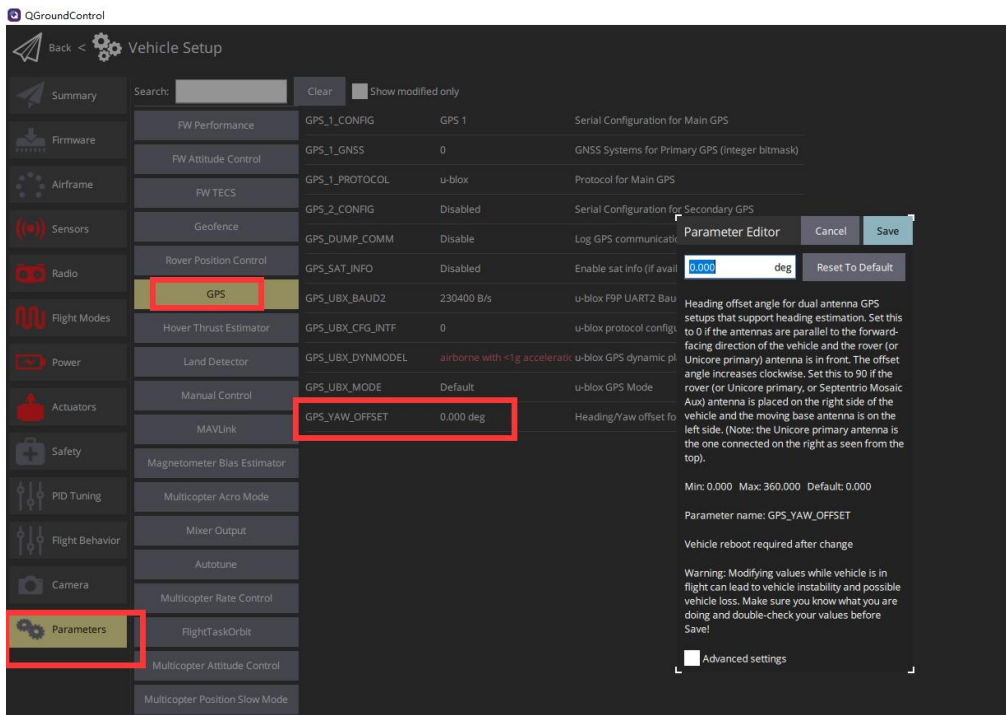 QGroundControl
Back < Vehicle Setup
Summary
Firmware
Airframe
Sensors
Radio
Flight Modes
Power
Actuators
Safety
PID Tuning
Flight Behavior
Camera
Parameters
Search:
Clear
Show modified only
FW Performance
FW Attitude Control
FW TECS
Geofence
Rover Position Control
GPS
Hover Thrust Estimator
Land Detector
Manual Control
MAVLink
Magnetometer Bias Estimator
Multicopter Acro Mode
Mixer Output
Autotune
Multicopter Rate Control
FlightTaskOrbit
Multicopter Attitude Control
Multicopter Position Slow Mode
GPS_1_CONFIG GPS 1 Serial Configuration for Main GPS
GPS_1_GNSS 0 GNSS Systems for Primary GPS (integer bitmask)
GPS_1_PROTOCOL u-blox Protocol for Main GPS
GPS_2_CONFIG Disabled Serial Configuration for Secondary GPS
GPS_DUMP_COMM Disable Log GPS communicatio
GPS_SAT_INFO Disabled Enable sat info (if avail
GPS_UBX_BAUD2 230400 B/s u-blox F9P UART2 Bau
GPS_UBX_CFG_INTF 0 u-blox protocol configu
GPS_UBX_DYNMODEL airborne with <1g acceleratic u-blox GPS dynamic pl
GPS_UBX_MODE Default u-blox GPS Mode
GPS_YAW_OFFSET 0.000 deg Heading/Yaw offset fo
Parameter Editor
Cancel
Save
0.000 deg
Reset To Default
Heading offset angle for dual antenna GPS
setups that support heading estimation. Set this
to 0 if the antennas are parallel to the forward-
facing direction of the vehicle and the rover (or
Unicore primary) antenna is in front. The offset
angle increases clockwise. Set this to 90 if the
rover (or Unicore primary, or Septentrio Mosaic
Aux) antenna is placed on the right side of the
vehicle and the moving base antenna is on the
left side. (Note: the Unicore primary antenna is
the one connected on the right as seen from the
top).
Min: 0.000 Max: 360.000 Default: 0.000
Parameter name: GPS_YAW_OFFSET
Vehicle reboot required after change
Warning: Modifying values while vehicle is in
flight can lead to vehicle instability and possible
vehicle loss. Make sure you know what you are
doing and double-check your values before
Save!
Advanced settings